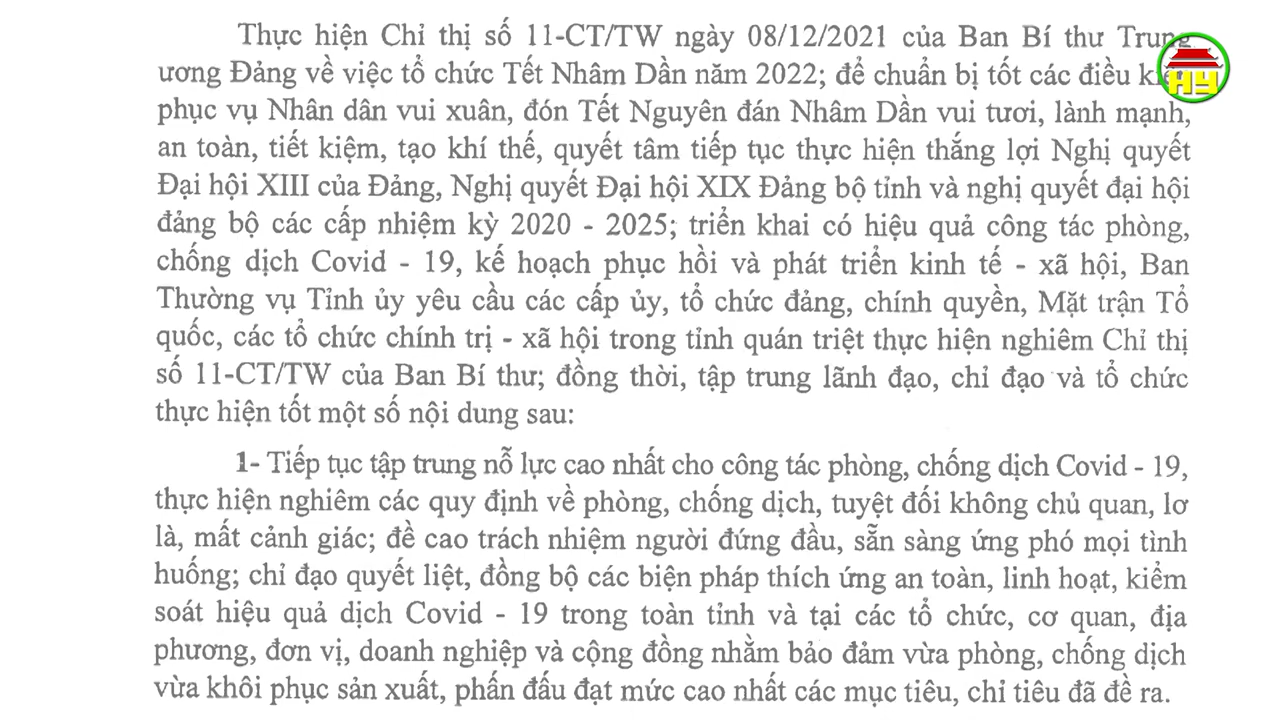 Thực hiện Chỉ thị số 11-CT/TW ngày 08/12/2021 của Ban Bí thư Trung
ương Đảng về việc tổ chức Tết Nhâm Dần năm 2022; để chuẩn bị tốt các điều kiện
phục vụ Nhân dân vui xuân, đón Tết Nguyên đán Nhâm Dần vui tươi, lành mạnh,
an toàn, tiết kiệm, tạo khí thế, quyết tâm tiếp tục thực hiện thắng lợi Nghị quyết
Đại hội XIII của Đảng, Nghị quyết Đại hội XIX Đảng bộ tỉnh và nghị quyết đại hội
đảng bộ các cấp nhiệm kỳ 2020 - 2025; triển khai có hiệu quả công tác phòng,
chống dịch Covid - 19, kế hoạch phục hồi và phát triển kinh tế - xã hội, Ban
Thường vụ Tỉnh ủy yêu cầu các cấp ủy, tổ chức đảng, chính quyền, Mặt trận Tổ
quốc, các tổ chức chính trị - xã hội trong tỉnh quán triệt thực hiện nghiêm Chỉ thị
số 11-CT/TW của Ban Bí thư; đồng thời, tập trung lãnh đạo, chỉ đạo và tổ chức
thực hiện tốt một số nội dung sau:
1- Tiếp tục tập trung nỗ lực cao nhất cho công tác phòng, chống dịch Covid - 19,
thực hiện nghiêm các quy định về phòng, chống dịch, tuyệt đối không chủ quan, lơ
là, mất cảnh giác; đề cao trách nhiệm người đứng đầu, sẵn sàng ứng phó mọi tình
huống; chỉ đạo quyết liệt, đồng bộ các biện pháp thích ứng an toàn, linh hoạt, kiểm
soát hiệu quả dịch Covid - 19 trong toàn tỉnh và tại các tổ chức, cơ quan, địa
phương, đơn vị, doanh nghiệp và cộng đồng nhằm bảo đảm vừa phòng, chống dịch
vừa khôi phục sản xuất, phấn đấu đạt mức cao nhất các mục tiêu, chỉ tiêu đã đề ra.
HY